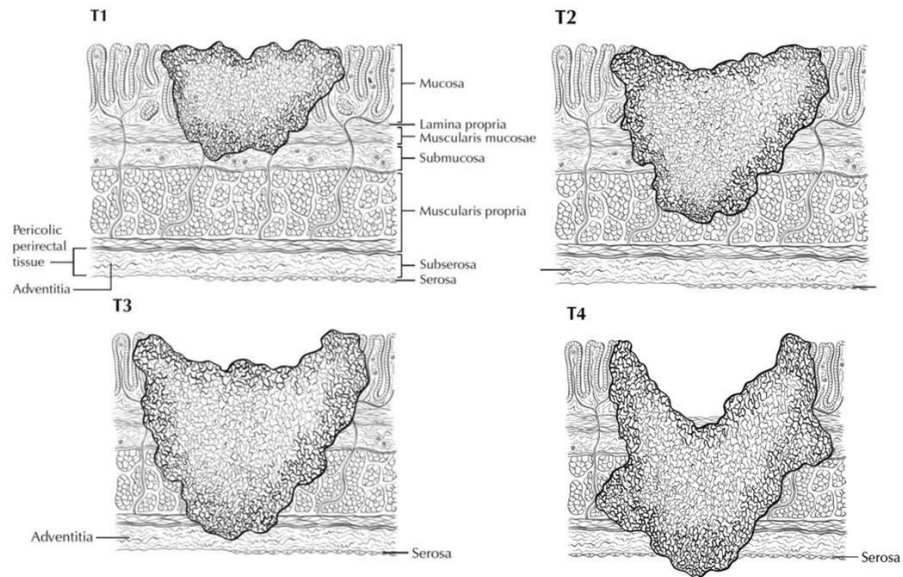 T1
Mucosa
Lamina propria
Muscularis mucosae
Submucosa
Muscularis propria
Pericolic
perirectal
tissue
Subserosa
Serosa
Adventitia
T2
T3
Adventitia
Serosa
T4
Serosa